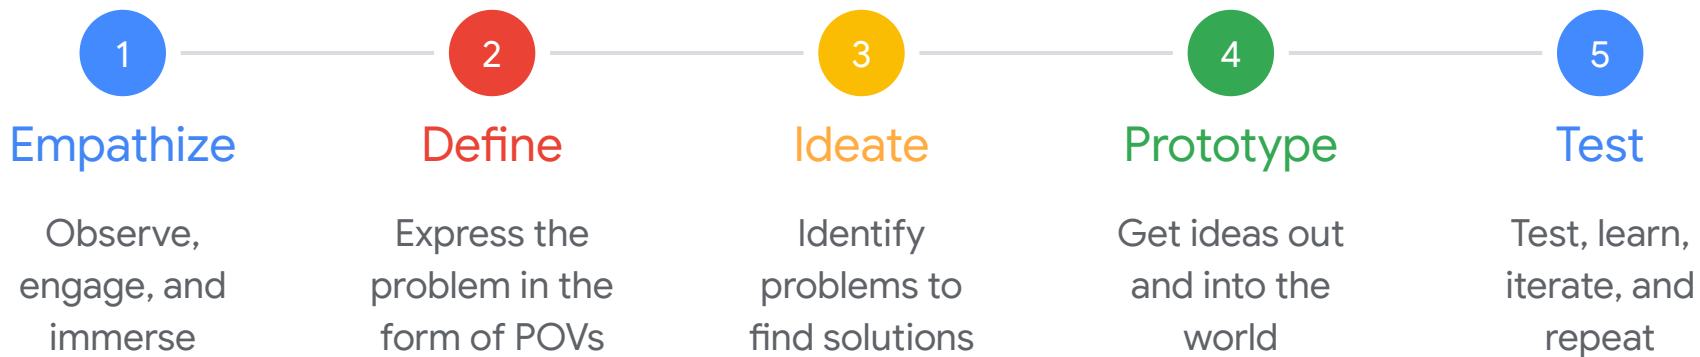 1
Empathize
Observe,
engage, and
immerse
2
Define
Express the
problem in the
form of POVs
3
Ideate
Identify
problems to
find solutions
4
Prototype
Get ideas out
and into the
world
5
Test
Test, learn,
iterate, and
repeat